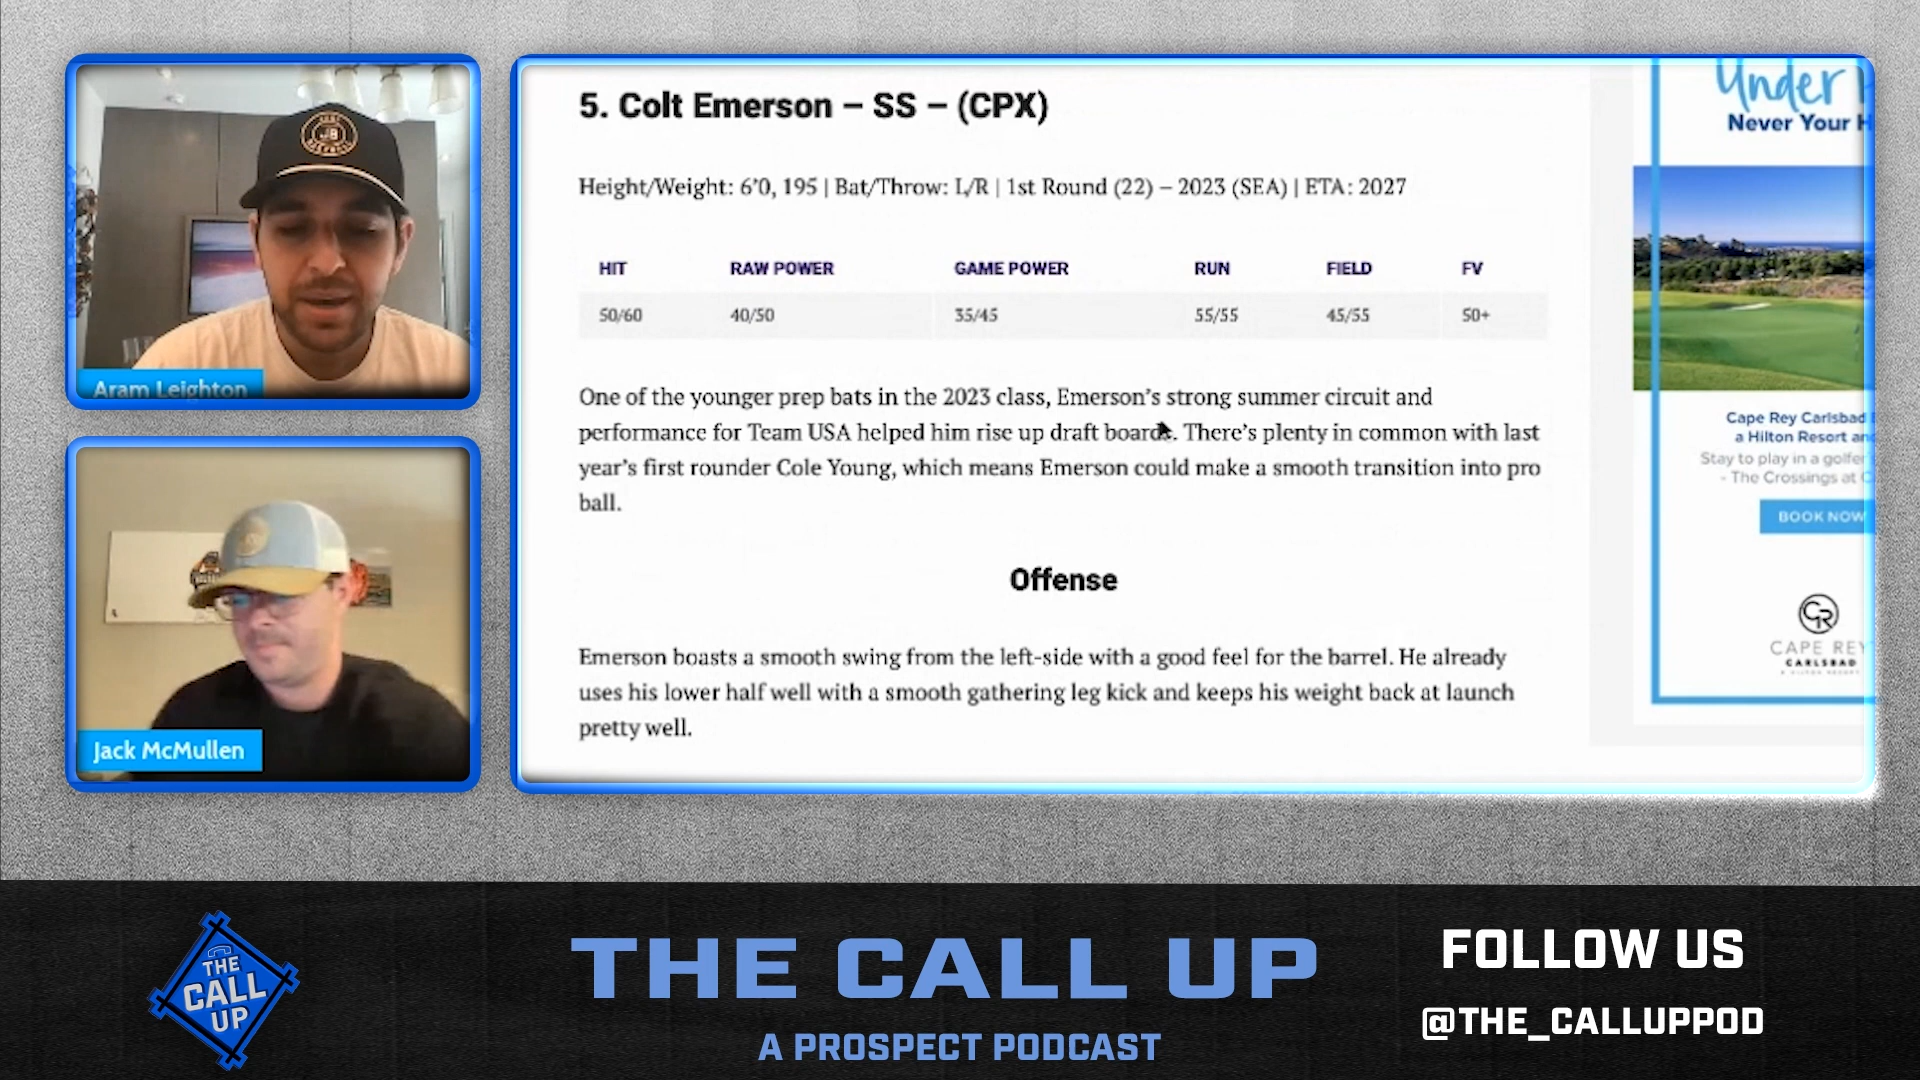 5. Colt Emerson – SS – (CPX)
Height/Weight: 6'0, 195 | Bat/Throw: L/R | 1st Round (22) – 2023 (SEA) | ETA: 2027
HIT RAW POWER GAME POWER RUN FIELD FV
50/60 40/50 35/45 55/55 45/55 50+
One of the younger prep bats in the 2023 class, Emerson's strong summer circuit and
performance for Team USA helped him rise up draft boards. There's plenty in common with last
year's first rounder Cole Young, which means Emerson could make a smooth transition into pro
ball.
Offense
Emerson boasts a smooth swing from the left-side with a good feel for the barrel. He already
uses his lower half well with a smooth gathering leg kick and keeps his weight back at launch
pretty well.
Under
Never Your
Cape Rey Carlsbad
a Hilton Resort
Stay to play in a
- The Crossings at
BOOK NOW
CR
CAPE REY
CARLSBAD
JB
Aram Leighton
Jack McMullen
THE
CALL
UP
THE CALL UP
A PROSPECT PODCAST
FOLLOW US
@THE_CALLUPPOD